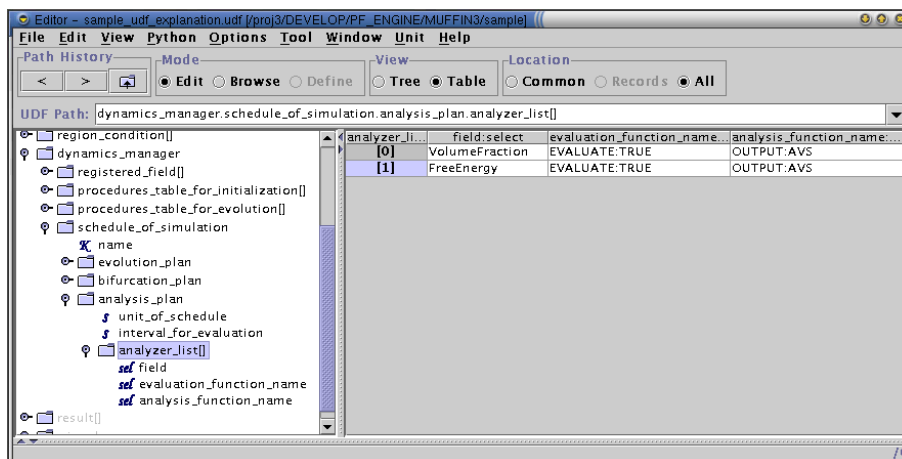 Editor – sample_udf_explanation.udf [/proj3/DEVELOP/PF_ENGINE/MUFFIN3/sample]
File Edit View Python Options Tool Window Unit Help
Path History Mode View Location
< > Edit Browse Define Tree Table Common Records All
UDF Path: dynamics_manager.schedule_of_simulation.analysis_plan.analyzer_list[]
region_condition[]
dynamics_manager
registered_field[]
procedures_table_for_initialization[]
procedures_table_for_evolution[]
schedule_of_simulation
K name
evolution_plan
bifurcation_plan
analysis_plan
s unit_of_schedule
s interval_for_evaluation
analyzer_list[]
sel field
sel evaluation_function_name
sel analysis_function_name
result[]
analyzer_li... field:select evaluation_function_name... analysis_function_name:...
[0] VolumeFraction EVALUATE:TRUE OUTPUT:AVS
[1] FreeEnergy EVALUATE:TRUE OUTPUT:AVS